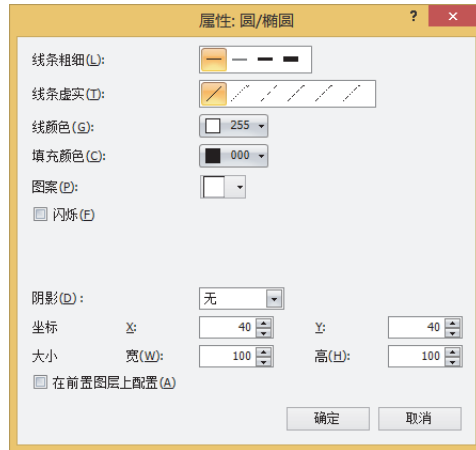 属性: 圆/椭圆 ? ×
线条粗细(L):
线条虚实(T):
线颜色(G): 255
填充颜色(C): 000
图案(P):
闪烁(F)
阴影(D): 无
坐标 X: 40 Y: 40
大小 宽(W): 100 高(H): 100
在前置图层上配置(A)
确定 取消